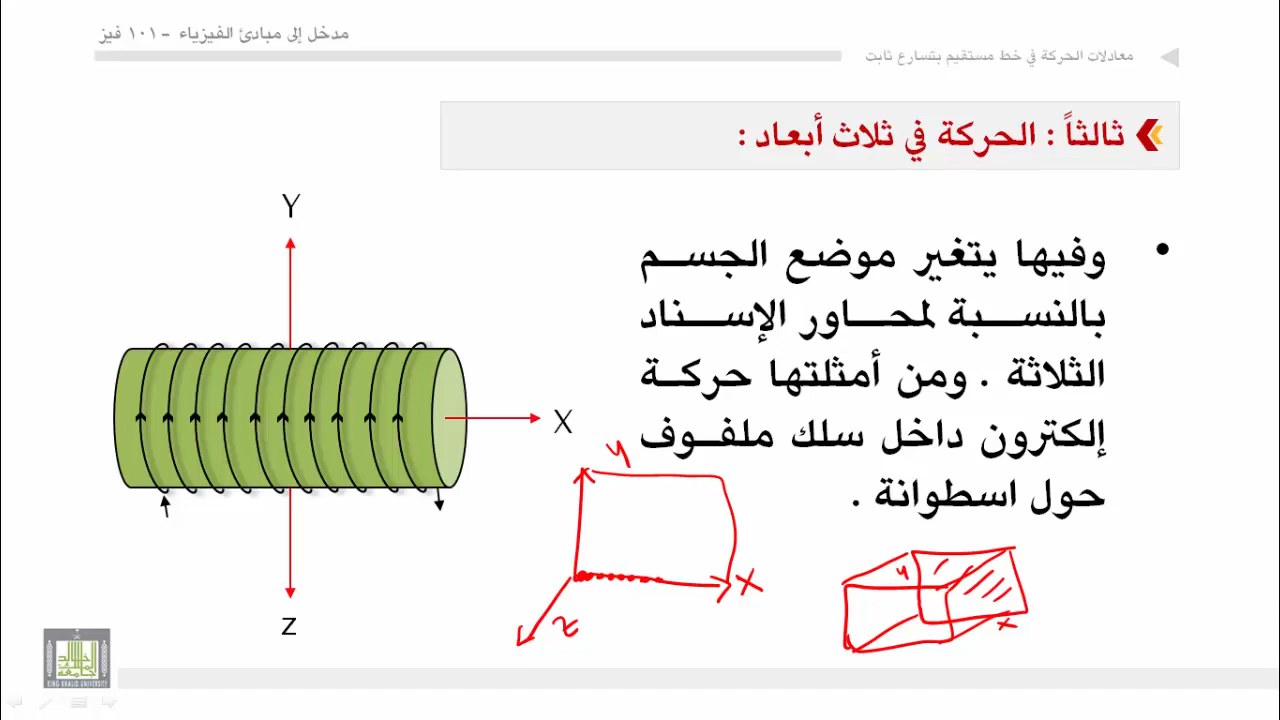 مدخل إلى مبادئ الفيزياء - ١٠١ فيز
معادلات الحركة في خط مستقيم بتسارع ثابت
ثالثاً : الحركة في ثلاث أبعاد :
• وفيها يتغير موضع الجسم
بالنسبة لمحاور الإسناد
الثلاثة . ومن أمثلتها حركة
إلكترون داخل سلك ملفوف
حول اسطوانة .
Y
X
z
y
x
z
y
x
KING KHALID UNIVERSITY